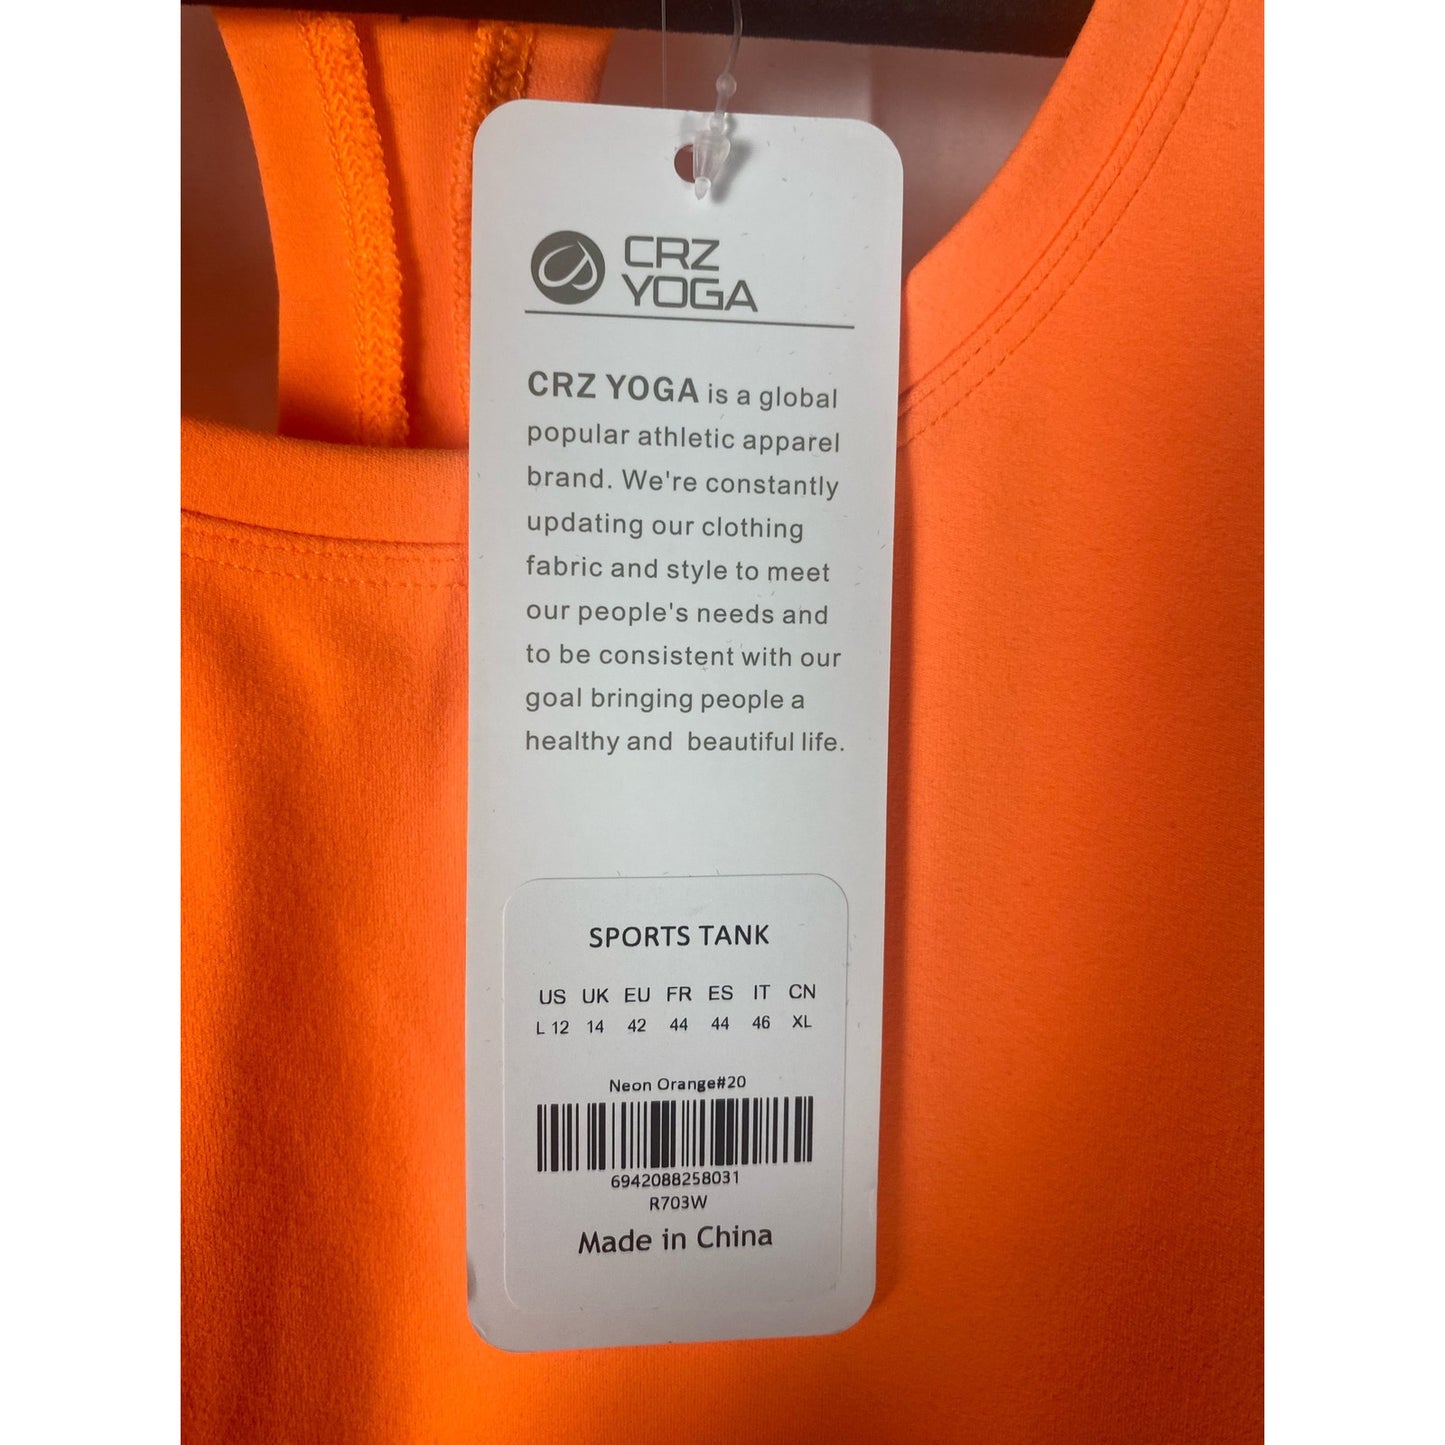 CRZ
YOGA
CRZ YOGA is a global
popular athletic apparel
brand. We're constantly
updating our clothing
fabric and style to meet
our people's needs and
to be consistent with our
goal bringing people a
healthy and beautiful life.
SPORTS TANK
US UK EU FR ES IT CN
L 12 14 42 44 44 46 XL
Neon Orange#20
6942088258031
R703W
Made in China